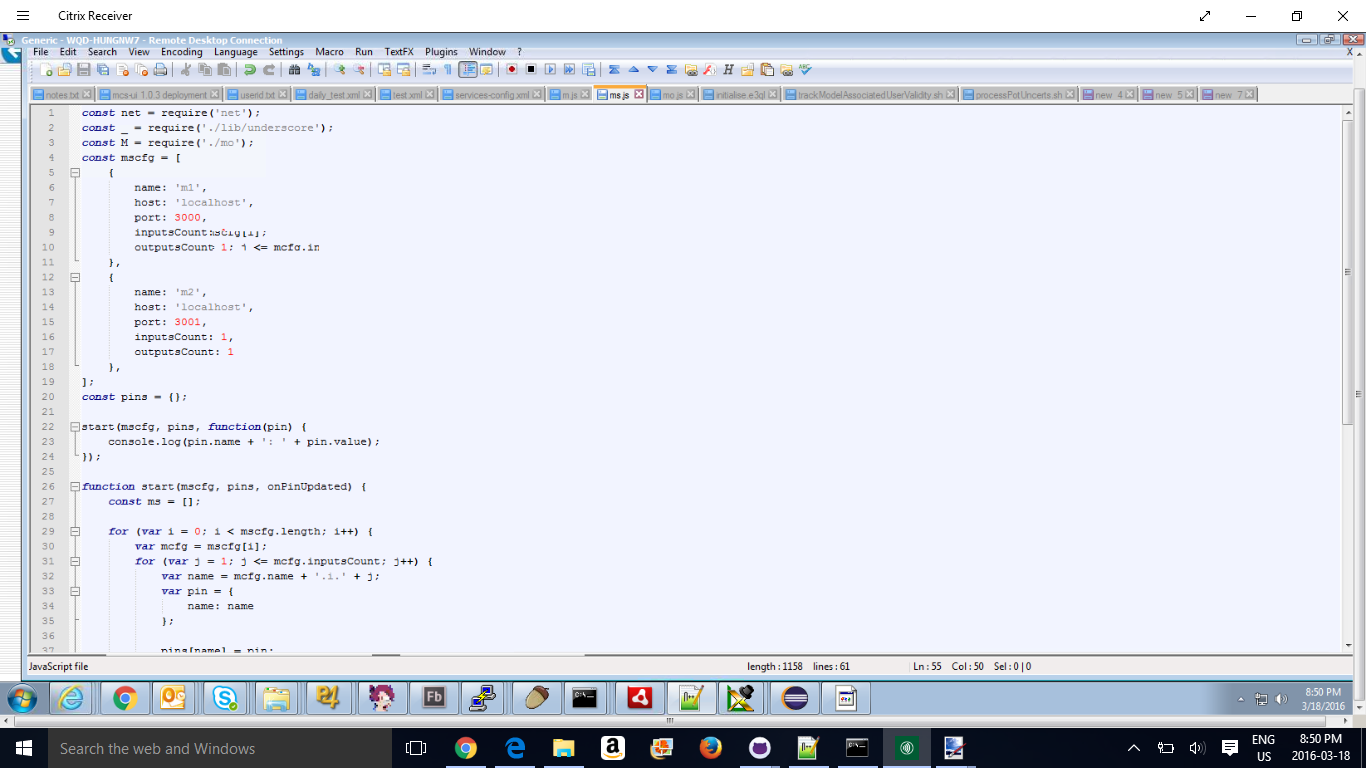 Citrix Receiver
Generic - WQD-HUNGNW7 - Remote Desktop Connection
File Edit Search View Encoding Language Settings Macro Run TextFX Plugins Window ? X
notes.txt mcs-ui 1.0.3 deployment userid.txt daily_test.xml test.xml services-config.xml m.js ms.js mo.js initialise.e3ql trackModelAssociatedUserValidity.sh processPotUncerts.sh new 4 new 5 new 7
1 const net = require('net');
2 const _ = require('./lib/underscore');
3 const M = require('./mo');
4 const mscfg = [
5 {
6 name: 'm1',
7 host: 'localhost',
8 port: 3000,
9 inputsCount:
10 outputsCount 1; j <= mcfg.in
11 },
12 {
13 name: 'm2',
14 host: 'localhost',
15 port: 3001,
16 inputsCount: 1,
17 outputsCount: 1
18 },
19 ];
20 const pins = {};
21
22 start(mscfg, pins, function(pin) {
23 console.log(pin.name + ': ' + pin.value);
24 });
25
26 function start(mscfg, pins, onPinUpdated) {
27 const ms = [];
28
29 for (var i = 0; i < mscfg.length; i++) {
30 var mcfg = mscfg[i];
31 for (var j = 1; j <= mcfg.inputsCount; j++) {
32 var name = mcfg.name + '.i.' + j;
33 var pin = {
34 name: name
35 };
36
37 pins[name] = pin;
JavaScript file length : 1158 lines : 61 Ln : 55 Col : 50 Sel : 0 | 0
8:50 PM
3/18/2016
Search the web and Windows
ENG
US
8:50 PM
2016-03-18